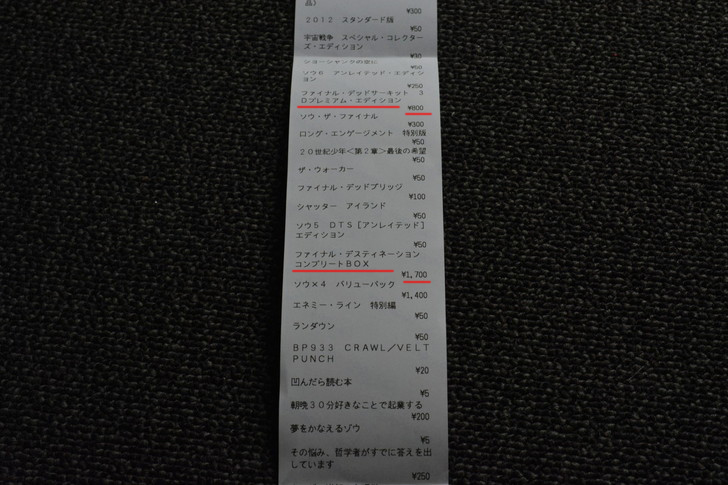 品）
¥300
２０１２　スタンダード版
¥50
宇宙戦争　スペシャル・コレクター
ズ・エディション
¥30
ショーシャンクの空に
¥50
ソウ６　アンレイテッド・エディシ
ョン
¥250
ファイナル・デッドサーキット　３
Ｄプレミアム・エディション
¥800
ソウ・ザ・ファイナル
¥300
ロング・エンゲージメント　特別版
¥50
２０世紀少年＜第２章＞最後の希望
¥50
ザ・ウォーカー
¥50
ファイナル・デッドブリッジ
¥100
シャッター　アイランド
¥50
ソウ５　ＤＴＳ［アンレイテッド］
エディション
¥50
ファイナル・デスティネーション
コンプリートＢＯＸ
¥1,700
ソウ×４　バリューパック
¥1,400
エネミー・ライン　特別編
¥50
ランダウン
¥50
ＢＰ９３３　ＣＲＡＷＬ／ＶＥＬＴ
ＰＵＮＣＨ
¥20
凹んだら読む本
¥5
朝晩３０分好きなことで起業する
¥200
夢をかなえるゾウ
¥5
その悩み、哲学者がすでに答えを出
しています
¥250